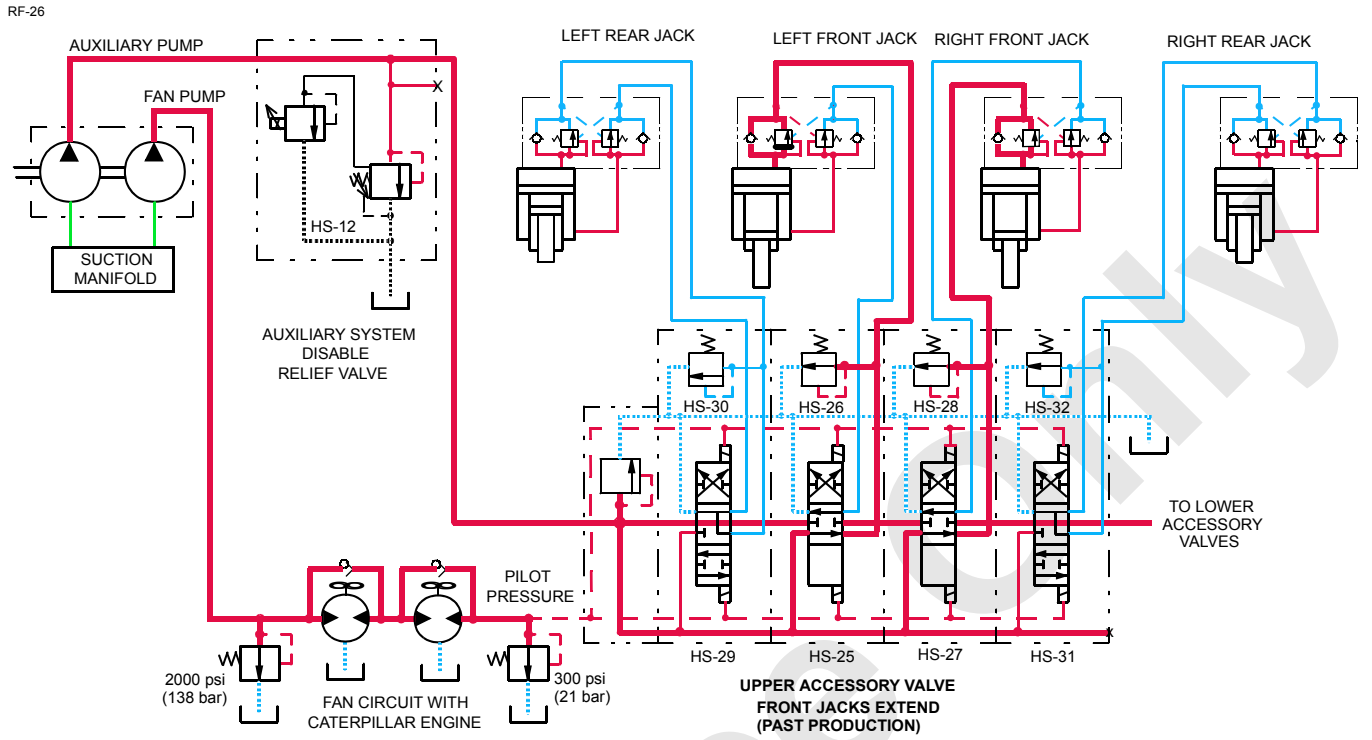 RF-26
AUXILIARY PUMP
FAN PUMP
SUCTION
MANIFOLD
HS-12
X
AUXILIARY SYSTEM
DISABLE
RELIEF VALVE
LEFT REAR JACK
LEFT FRONT JACK
RIGHT FRONT JACK
RIGHT REAR JACK
HS-30
HS-26
HS-28
HS-32
TO LOWER
ACCESSORY
VALVES
PILOT
PRESSURE
2000 psi
(138 bar)
FAN CIRCUIT WITH
CATERPILLAR ENGINE
300 psi
(21 bar)
X
HS-29
HS-25
HS-27
HS-31
UPPER ACCESSORY VALVE
FRONT JACKS EXTEND
(PAST PRODUCTION)
Only